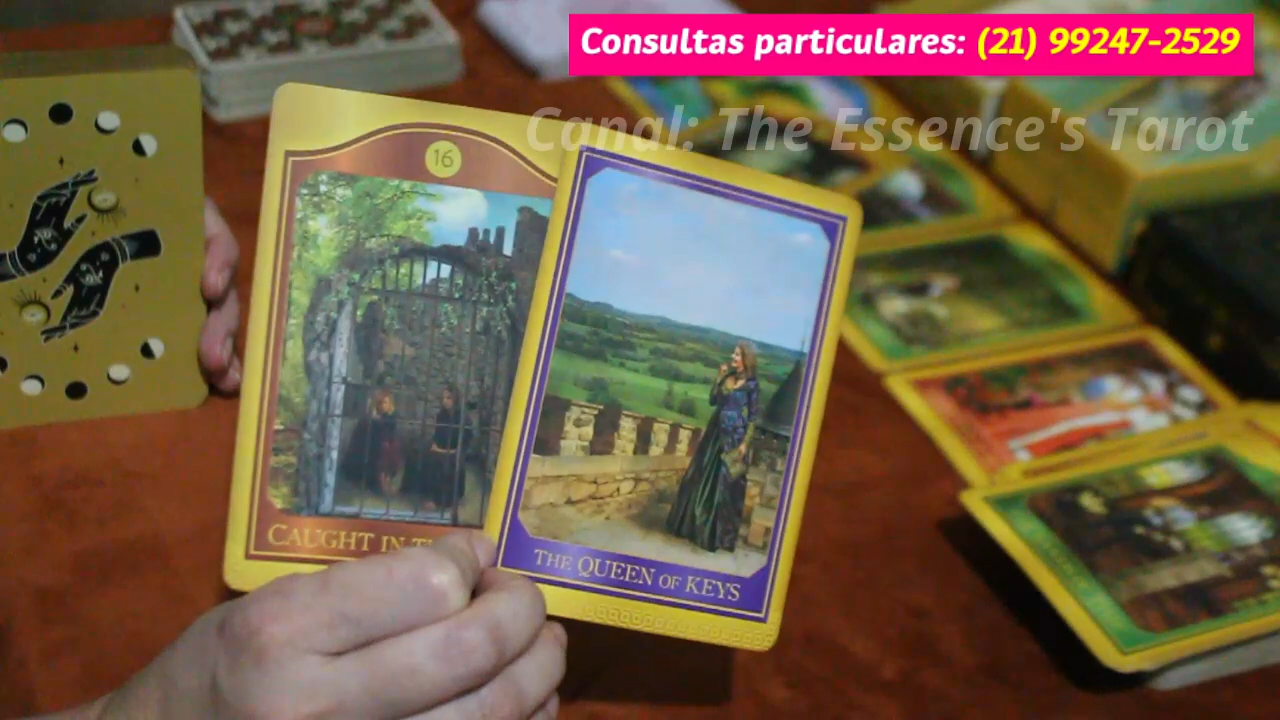 Consultas particulares: (21) 99247-2529
Canal: The Essence's Tarot
16
CAUGHT IN
THE QUEEN OF KEYS